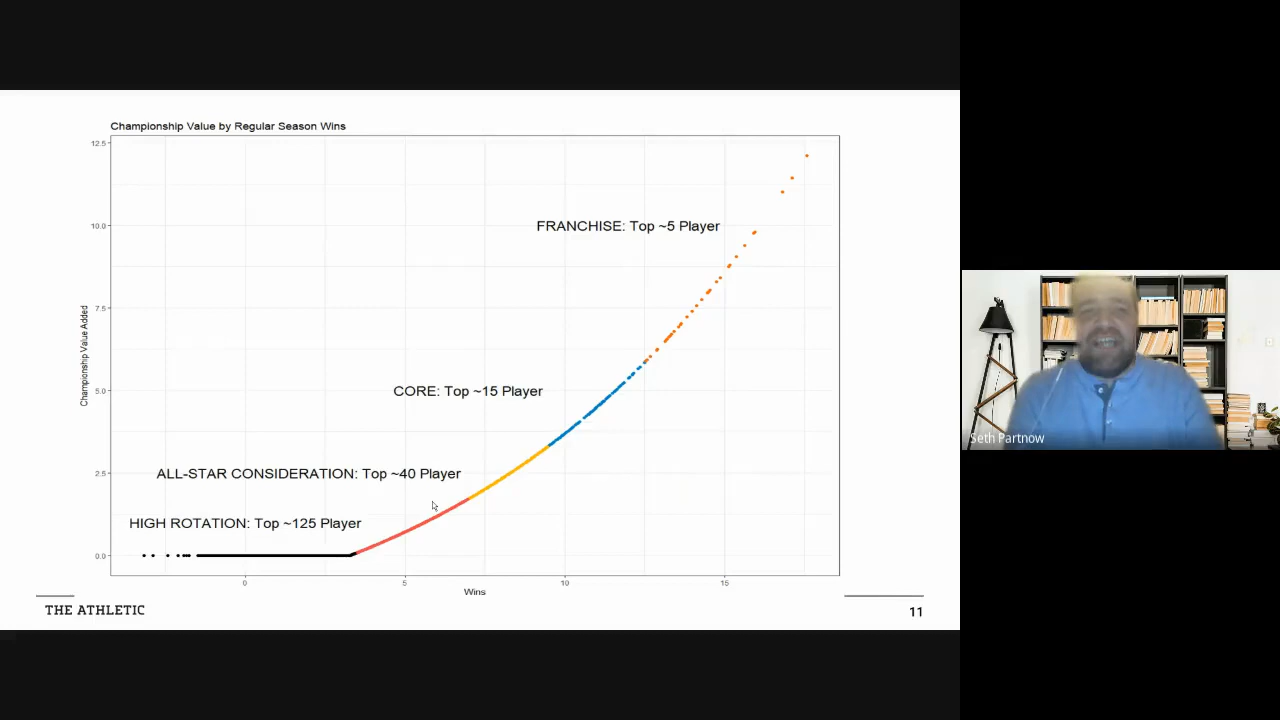 Championship Value by Regular Season Wins
12.5
10.0
7.5
5.0
2.5
0.0
Championship Value Added
FRANCHISE: Top ~5 Player
CORE: Top ~15 Player
ALL-STAR CONSIDERATION: Top ~40 Player
HIGH ROTATION: Top ~125 Player
0
5
10
15
Wins
THE ATHLETIC
11
Seth Partnow